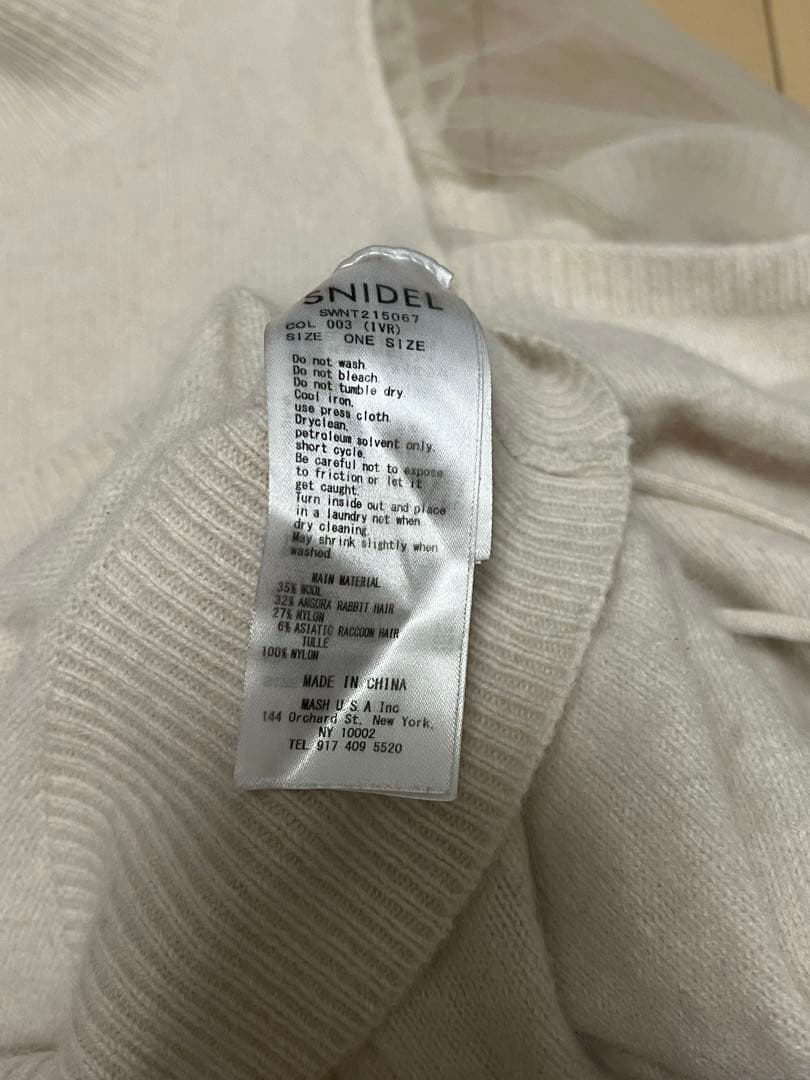 SNIDEL
SWNT215067
COL 003 (IVR)
SIZE ONE SIZE
Do not wash.
Do not bleach.
Do not tumble dry.
Cool iron.
use press cloth.
Dryclean.
petroleum solvent only.
short cycle.
Be careful not to expose
to friction or let it
get caught.
Turn inside out and place
in a laundry net when
dry cleaning.
May shrink slightly when
washed.
MAIN MATERIAL
35% WOOL
32% ANGORA RABBIT HAIR
27% NYLON
6% ASIATIC RACCOON HAIR
TULLE
100% NYLON
MADE IN CHINA
MASH U.S.A Inc
144 Orchard St. New York,
NY 10002
TEL 917 409 5520